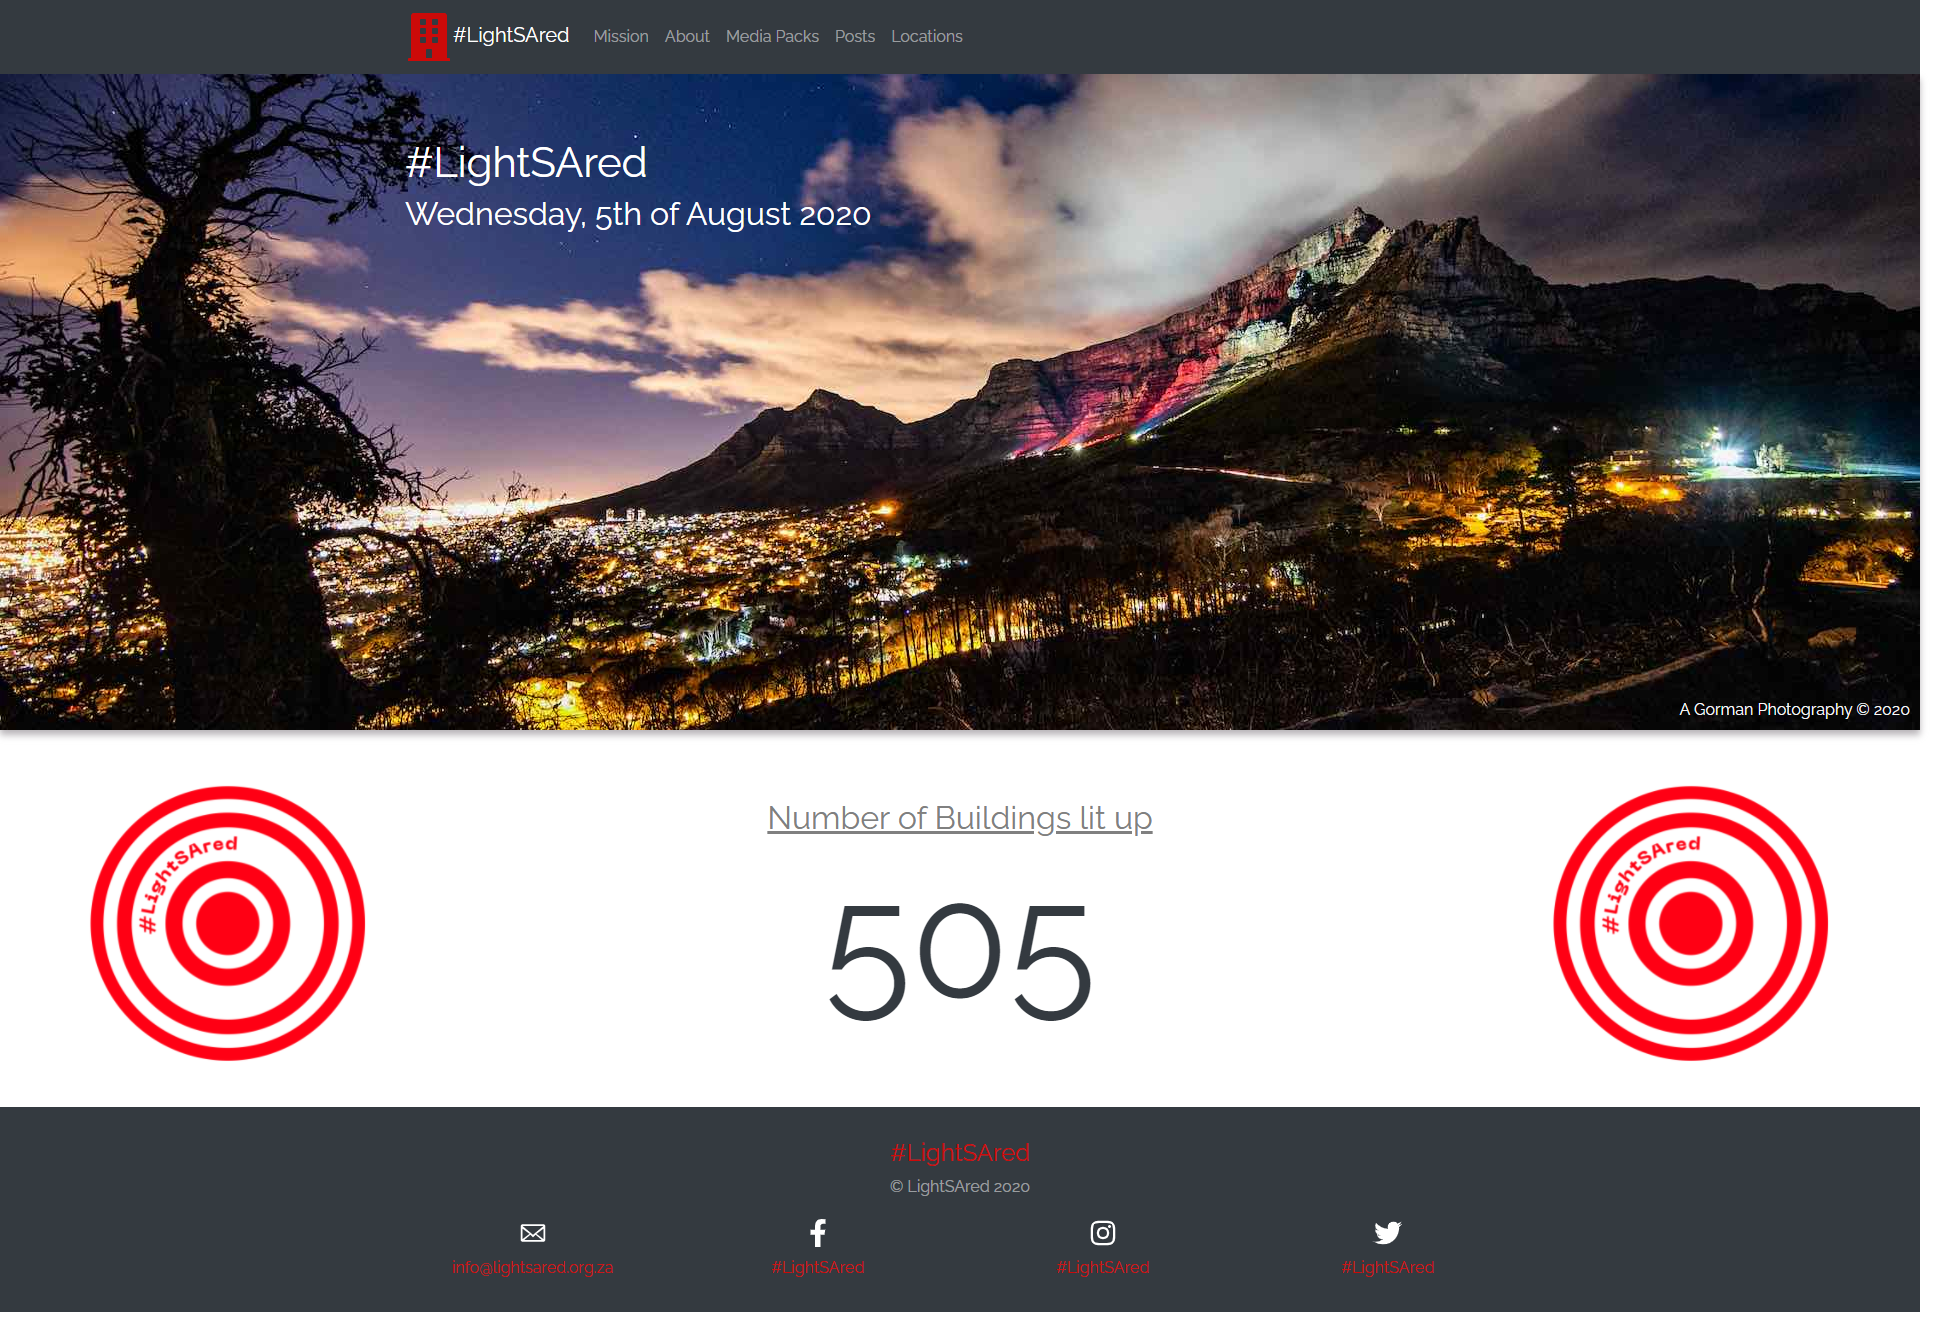 #LightSAred Mission About Media Packs Posts Locations
#LightSAred
Wednesday, 5th of August 2020
A Gorman Photography © 2020
#LightSAred
Number of Buildings lit up
505
#LightSAred
#LightSAred
© LightSAred 2020
info@lightsared.org.za #LightSAred #LightSAred #LightSAred